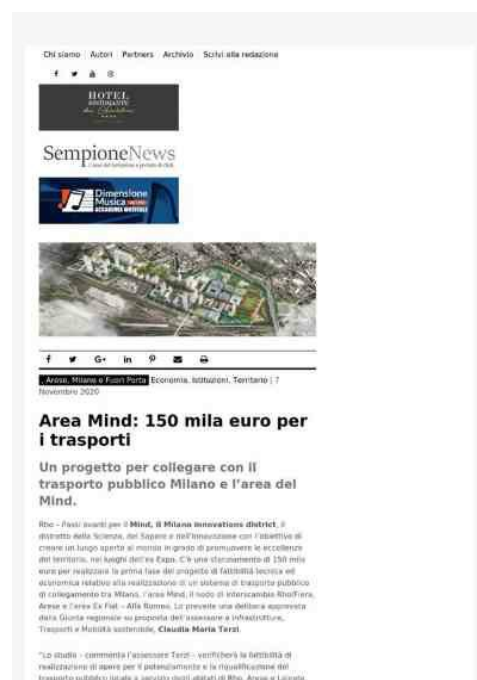 Chi siamo Autori Partners Archivio Scrivi alla redazione
HOTEL
RISTORANTE
SempioneNews
Dimensione
Musica
ACCADEMIA MUSICALE
, Arese, Milano e Fuori Porta Economia, Istituzioni, Territorio | 7
Novembre 2020
Area Mind: 150 mila euro per
i trasporti
Un progetto per collegare con il
trasporto pubblico Milano e l'area del
Mind.
Rho – Passi avanti per il Mind, il Milano innovations district, il
distretto della Scienza, del Sapere e dell'Innovazione con l'obiettivo di
creare un luogo aperto al mondo in grado di promuovere le eccellenze
del territorio, nei luoghi dell'ex Expo. C'è uno stanziamento di 150 mila
euro per realizzare la prima fase del progetto di fattibilità tecnica ed
economica relativo alla realizzazione di un sistema di trasporto pubblico
di collegamento tra Milano, l'area Mind, il nodo di interscambio Rho/Fiera,
Arese e l'area Ex Fiat – Alfa Romeo. Lo prevede una delibera approvata
dalla Giunta regionale su proposta dell'assessore a Infrastrutture,
Trasporti e Mobilità sostenibile, Claudia Maria Terzi.
"Lo studio – commenta l'assessore Terzi – verificherà la fattibilità di
realizzazione di opere per il potenziamento e la riqualificazione del
trasporto pubblico locale a servizio degli abitati di Rho, Arese e Lainate,